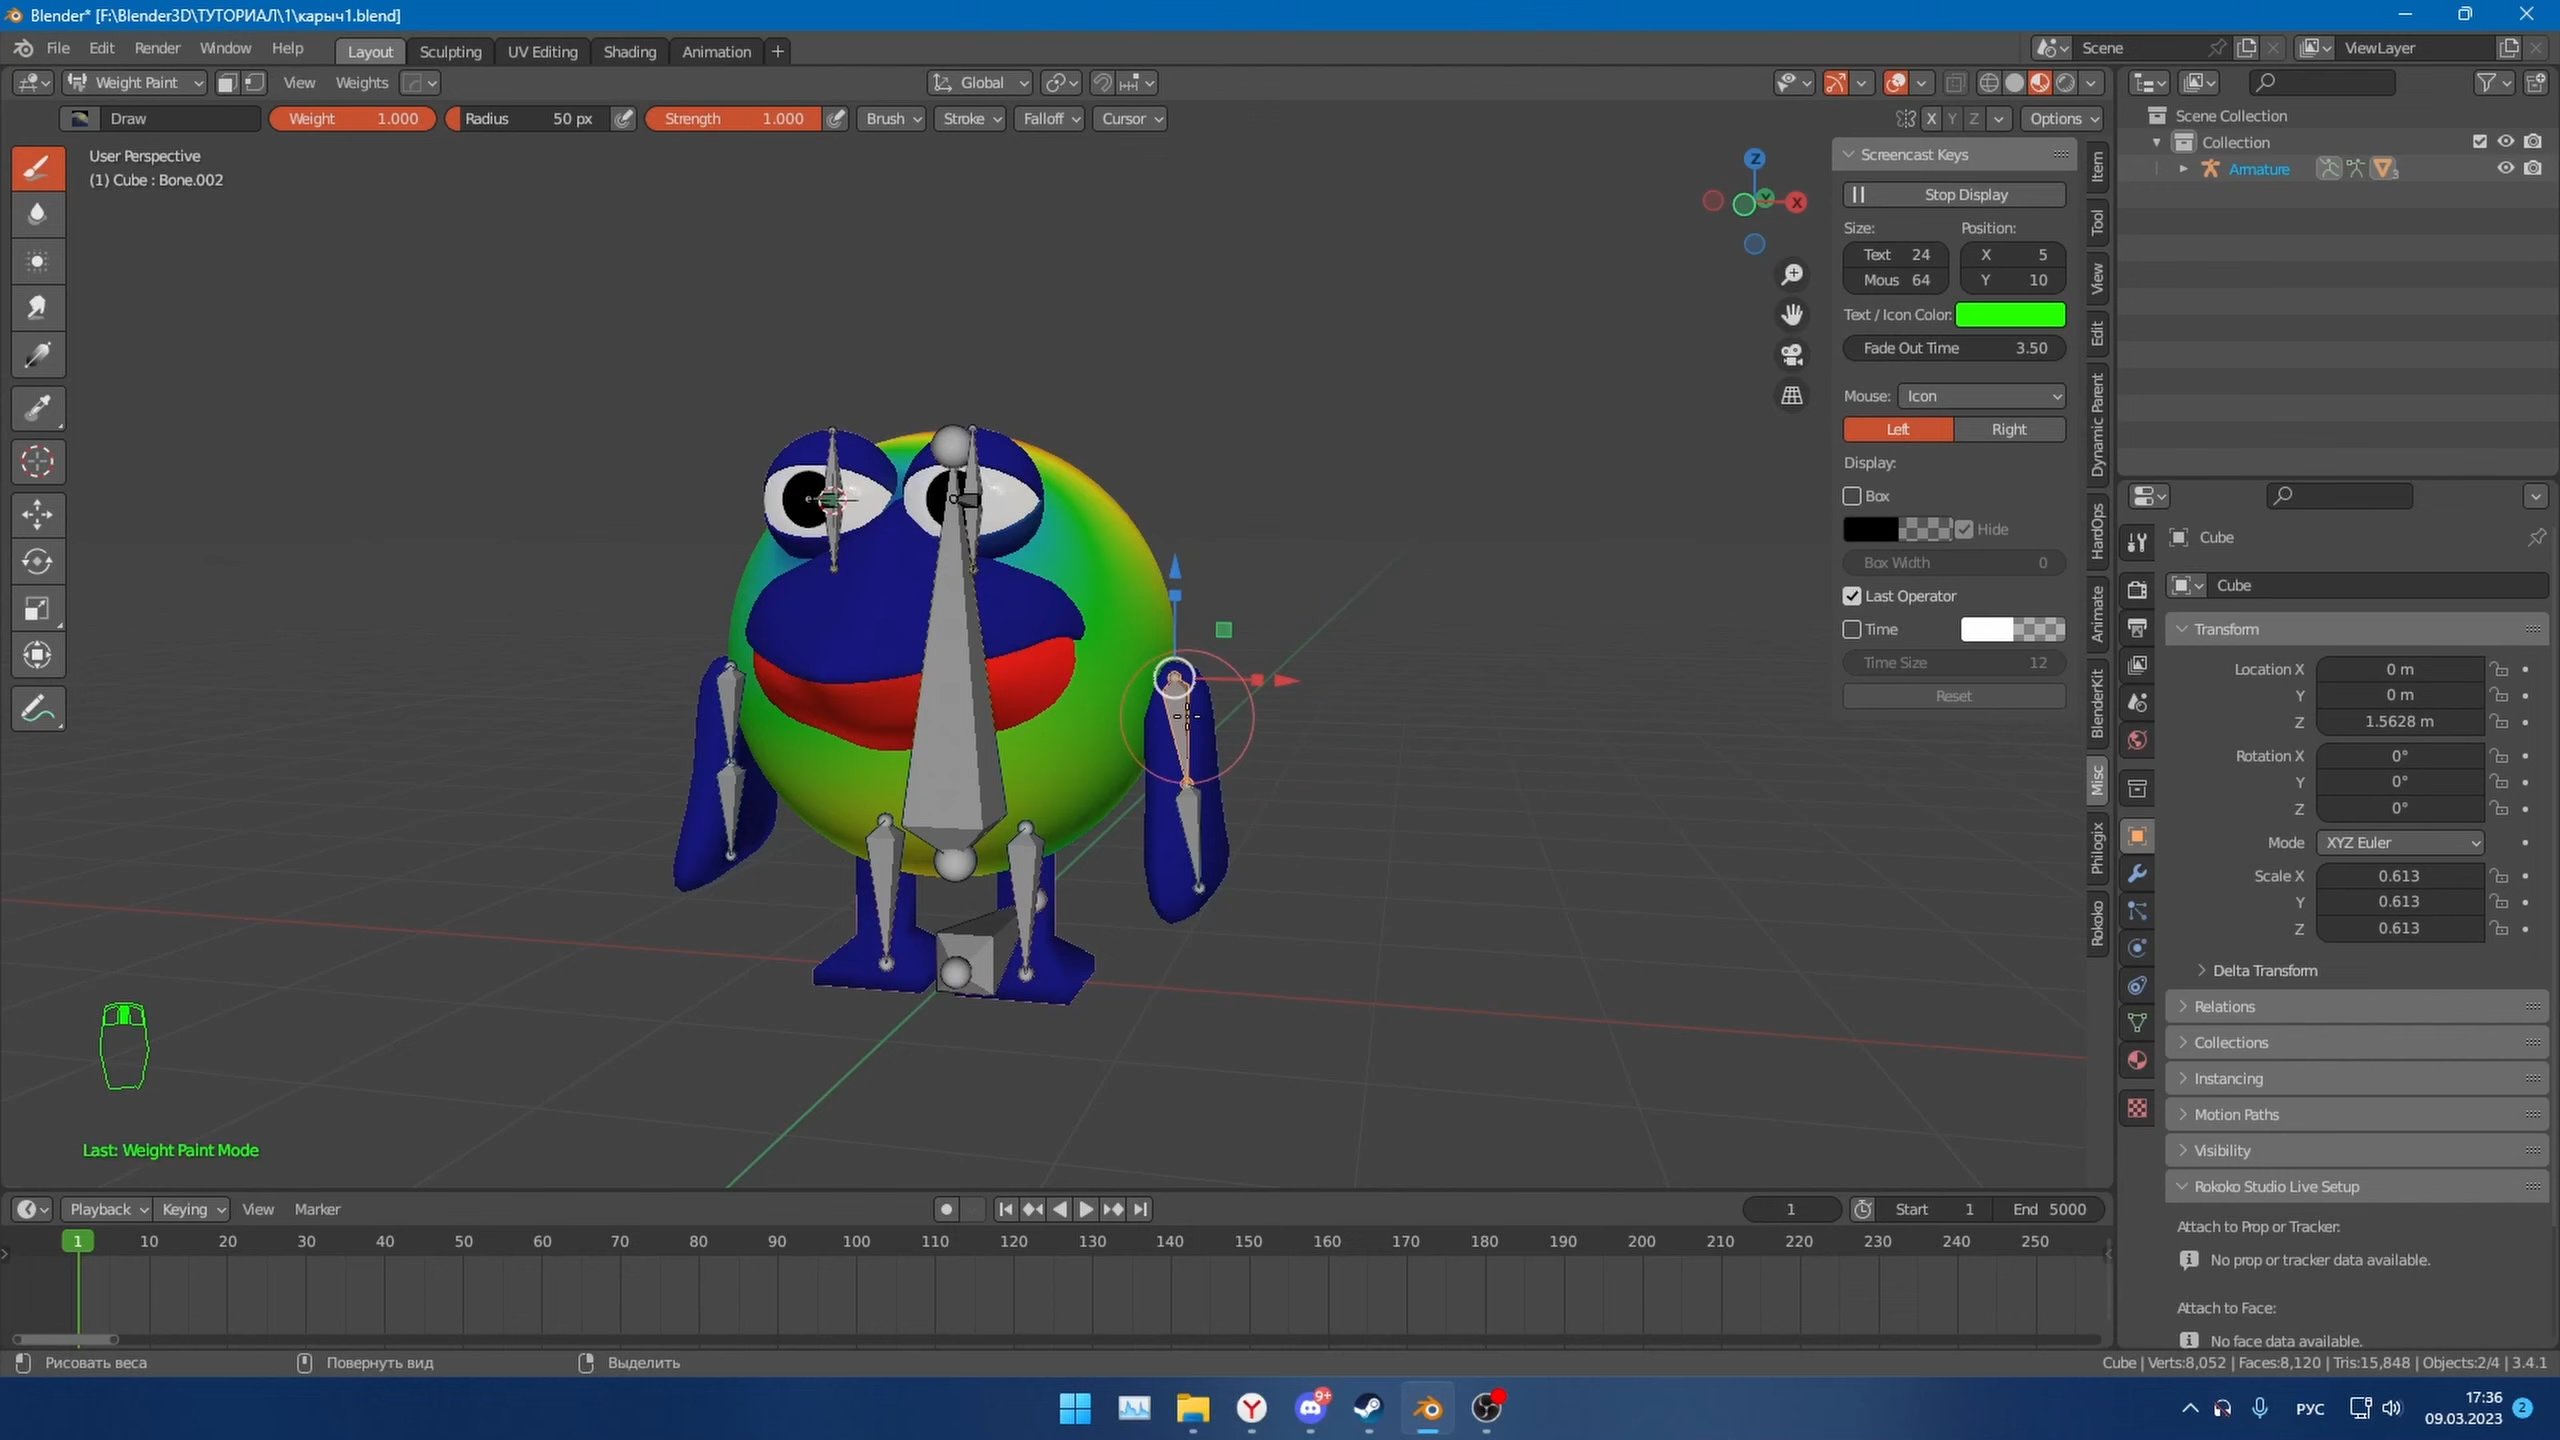 Blender* [F:\Blender3D\ТУТОРИАЛ\1\карыч1.blend]
File Edit Render Window Help Layout Sculpting UV Editing Shading Animation + Scene ViewLayer
Weight Paint View Weights Global
Draw Weight 1.000 Radius 50 px Strength 1.000 Brush Stroke Falloff Cursor X Y Z Options
User Perspective
(1) Cube : Bone.002
Z
X
Y
Screencast Keys
Stop Display
Size: Position:
Text 24 X 5
Mous 64 Y 10
Text / Icon Color:
Fade Out Time 3.50
Mouse: Icon
Left Right
Display:
Box
Hide
Box Width 0
Last Operator
Time
Time Size 12
Reset
Item
Tool
View
Edit
Dynamic Parent
HardOps
Animate
BlenderKit
Misc
Philogix
Rokoko
Scene Collection
Collection
Armature 3
Cube
Cube
Transform
Location X 0 m
Y 0 m
Z 1.5628 m
Rotation X 0°
Y 0°
Z 0°
Mode XYZ Euler
Scale X 0.613
Y 0.613
Z 0.613
Delta Transform
Relations
Collections
Instancing
Motion Paths
Visibility
Rokoko Studio Live Setup
Attach to Prop or Tracker:
No prop or tracker data available.
Attach to Face:
No face data available.
Last: Weight Paint Mode
Playback Keying View Marker 1 Start 1 End 5000
1 10 20 30 40 50 60 70 80 90 100 110 120 130 140 150 160 170 180 190 200 210 220 230 240 250
Рисовать веса Повернуть вид Выделить Cube | Verts:8,052 | Faces:8,120 | Tris:15,848 | Objects:2/4 | 3.4.1
9+
РУС
17:36
09.03.2023
2